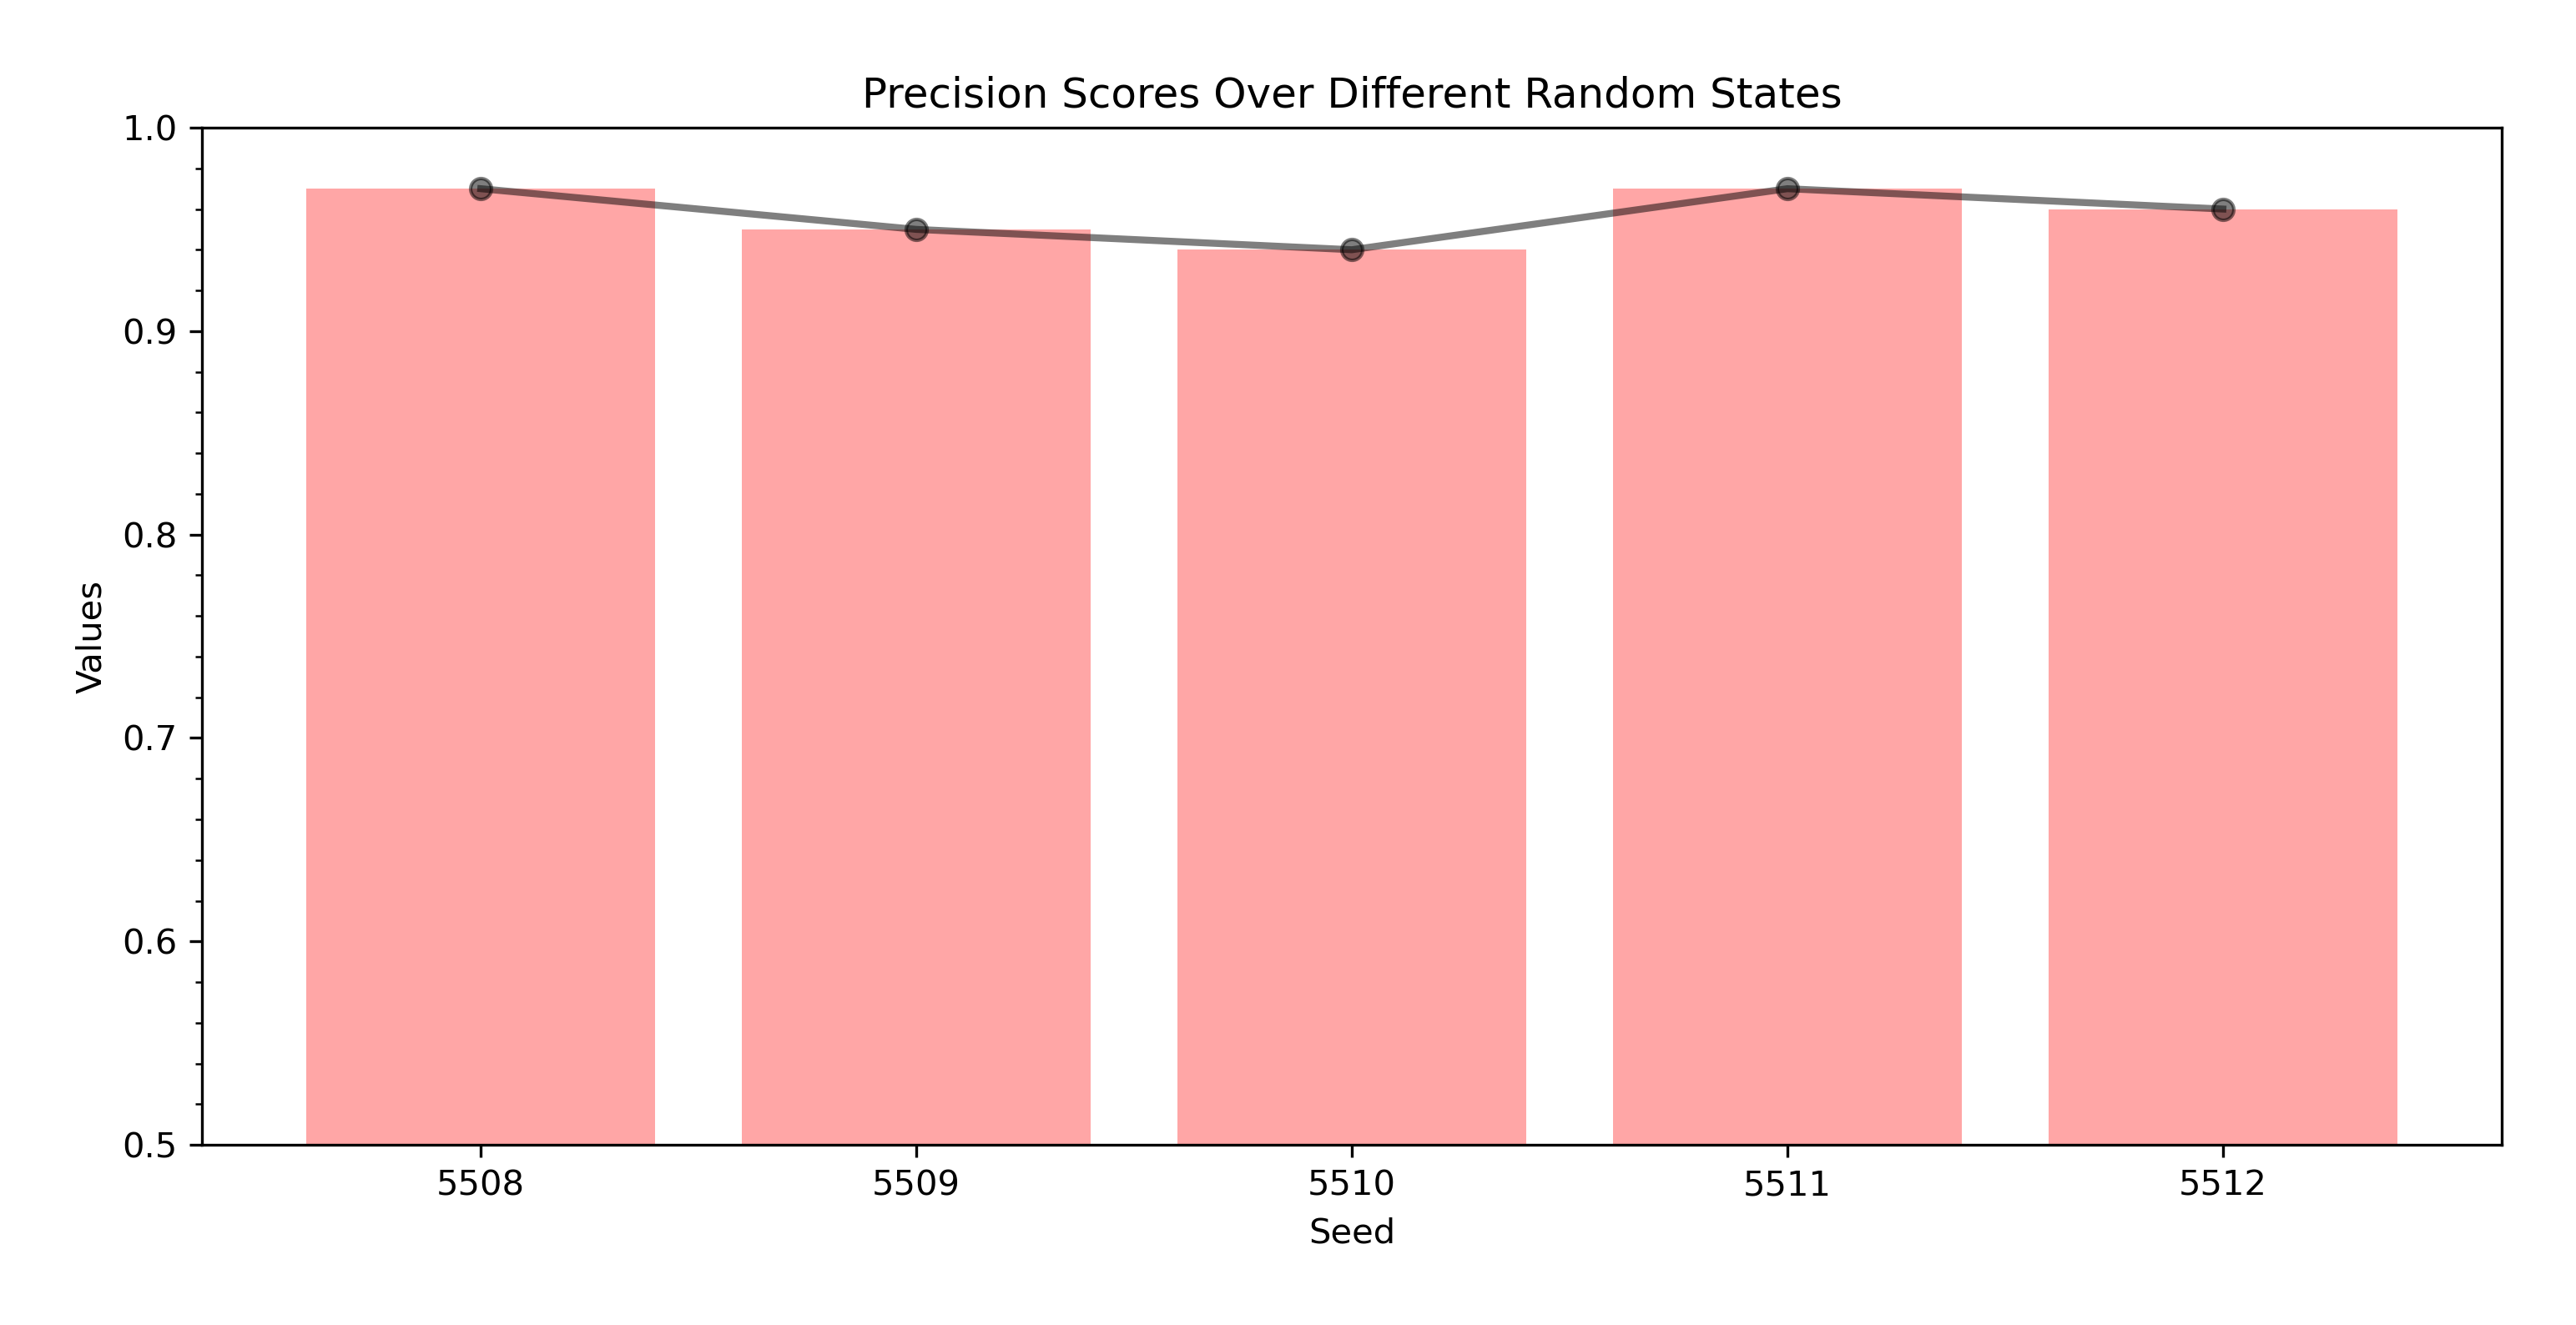 Precision Scores Over Different Random States
1.0
0.9
0.8
0.7
0.6
0.5
Values
5508 5509 5510 5511 5512
Seed